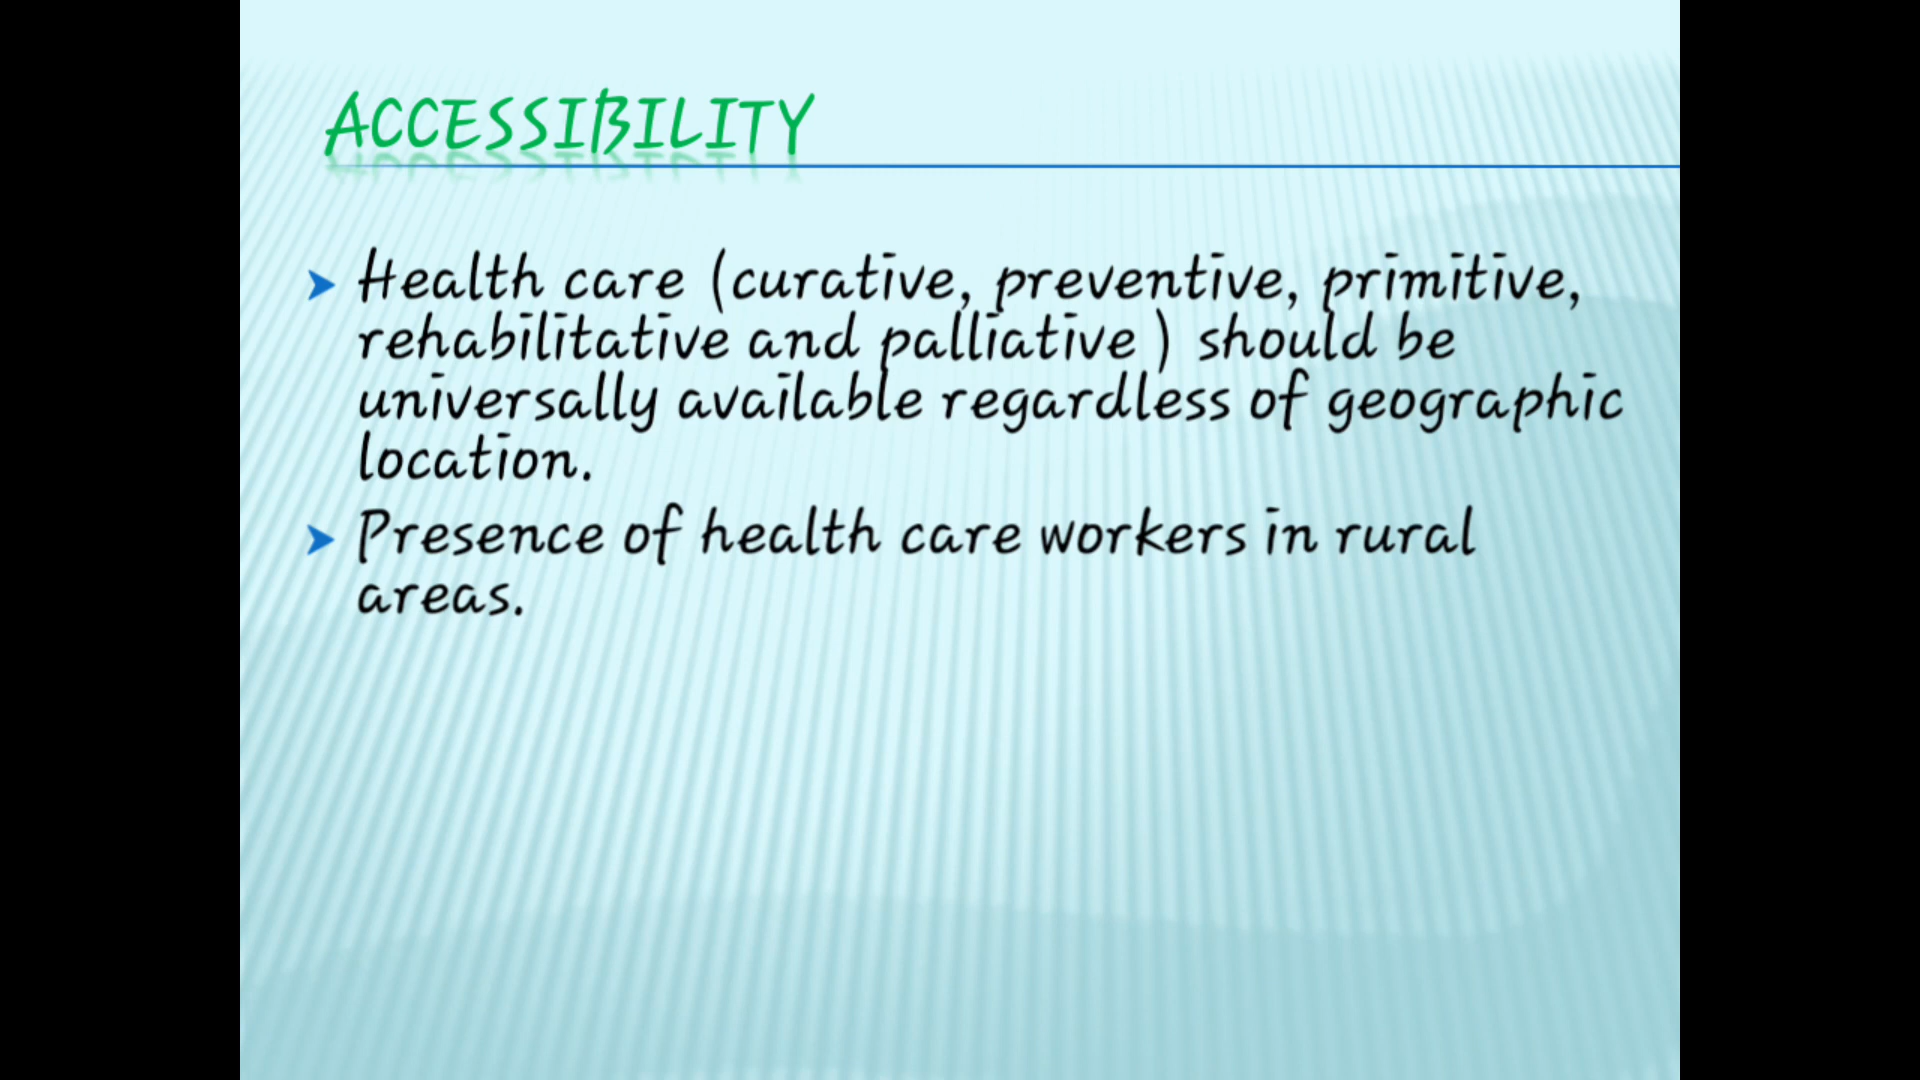 ACCESSIBILITY
Health care (curative, preventive, primitive,
rehabilitative and palliative ) should be
universally available regardless of geographic
location.
Presence of health care workers in rural
areas.